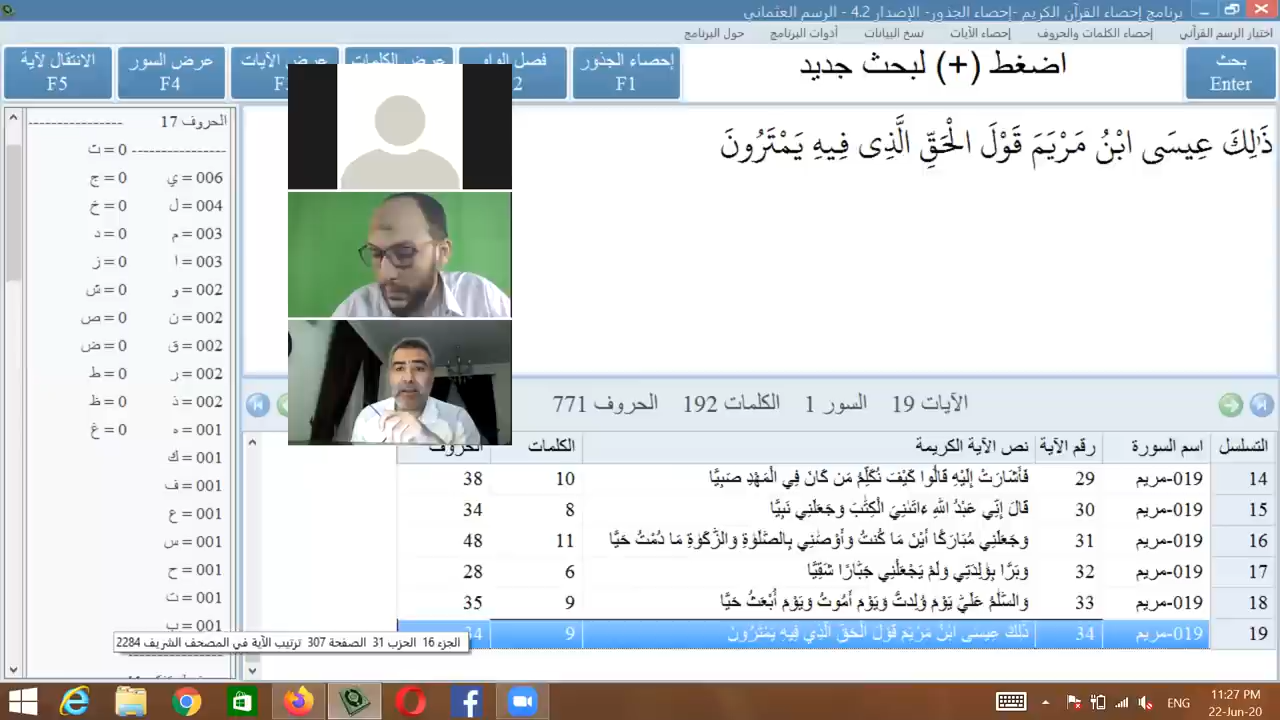 برنامج إحصاء القرآن الكريم -إحصاء الجذور- الإصدار 4.2 - الرسم العثماني
اختبار الرسم القرآني إحصاء الكلمات والحروف إحصاء الآيات نسخ البيانات أدوات البرنامج حول البرنامج
بحث
Enter
اضغط (+) لبحث جديد
إحصاء الجذور
F1
فصل الواو
2
عرض الكلمات
عرض الآيات
عرض السور
F4
الانتقال لآية
F5
ذَٰلِكَ عِيسَى ابْنُ مَرْيَمَ قَوْلَ الْحَقِّ الَّذِى فِيهِ يَمْتَرُونَ
الحروف 17
006 = ي
004 = ل
003 = م
003 = ا
002 = و
002 = ن
002 = ق
002 = ر
002 = ذ
001 = ه
001 = ك
001 = ف
001 = ع
001 = س
001 = ح
001 = ت
001 = ب
0 = ث
0 = ج
0 = خ
0 = د
0 = ز
0 = ش
0 = ص
0 = ض
0 = ط
0 = ظ
0 = غ
الآيات 19 السور 1 الكلمات 192 الحروف 771
التسلسل اسم السورة رقم الآية نص الآية الكريمة الكلمات الحروف
14 019-مريم 29 فَأَشَارَتْ إِلَيْهِ قَالُوا كَيْفَ نُكَلِّمُ مَن كَانَ فِي الْمَهْدِ صَبِيًّا 10 38
15 019-مريم 30 قَالَ إِنِّي عَبْدُ اللَّهِ ءَاتَىٰنِيَ الْكِتَٰبَ وَجَعَلَنِي نَبِيًّا 8 34
16 019-مريم 31 وَجَعَلَنِي مُبَارَكًا أَيْنَ مَا كُنتُ وَأَوْصَٰنِي بِالصَّلَوٰةِ وَالزَّكَوٰةِ مَا دُمْتُ حَيًّا 11 48
17 019-مريم 32 وَبَرًّا بِوَٰلِدَتِي وَلَمْ يَجْعَلْنِي جَبَّارًا شَقِيًّا 6 28
18 019-مريم 33 وَالسَّلَٰمُ عَلَيَّ يَوْمَ وُلِدتُّ وَيَوْمَ أَمُوتُ وَيَوْمَ أُبْعَثُ حَيًّا 9 35
19 019-مريم 34 ذَٰلِكَ عِيسَى ابْنُ مَرْيَمَ قَوْلَ الْحَقِّ الَّذِي فِيهِ يَمْتَرُونَ 9 34
الجزء 16 الحزب 31 الصفحة 307 ترتيب الآية في المصحف الشريف 2284
ENG
11:27 PM
22-Jun-20